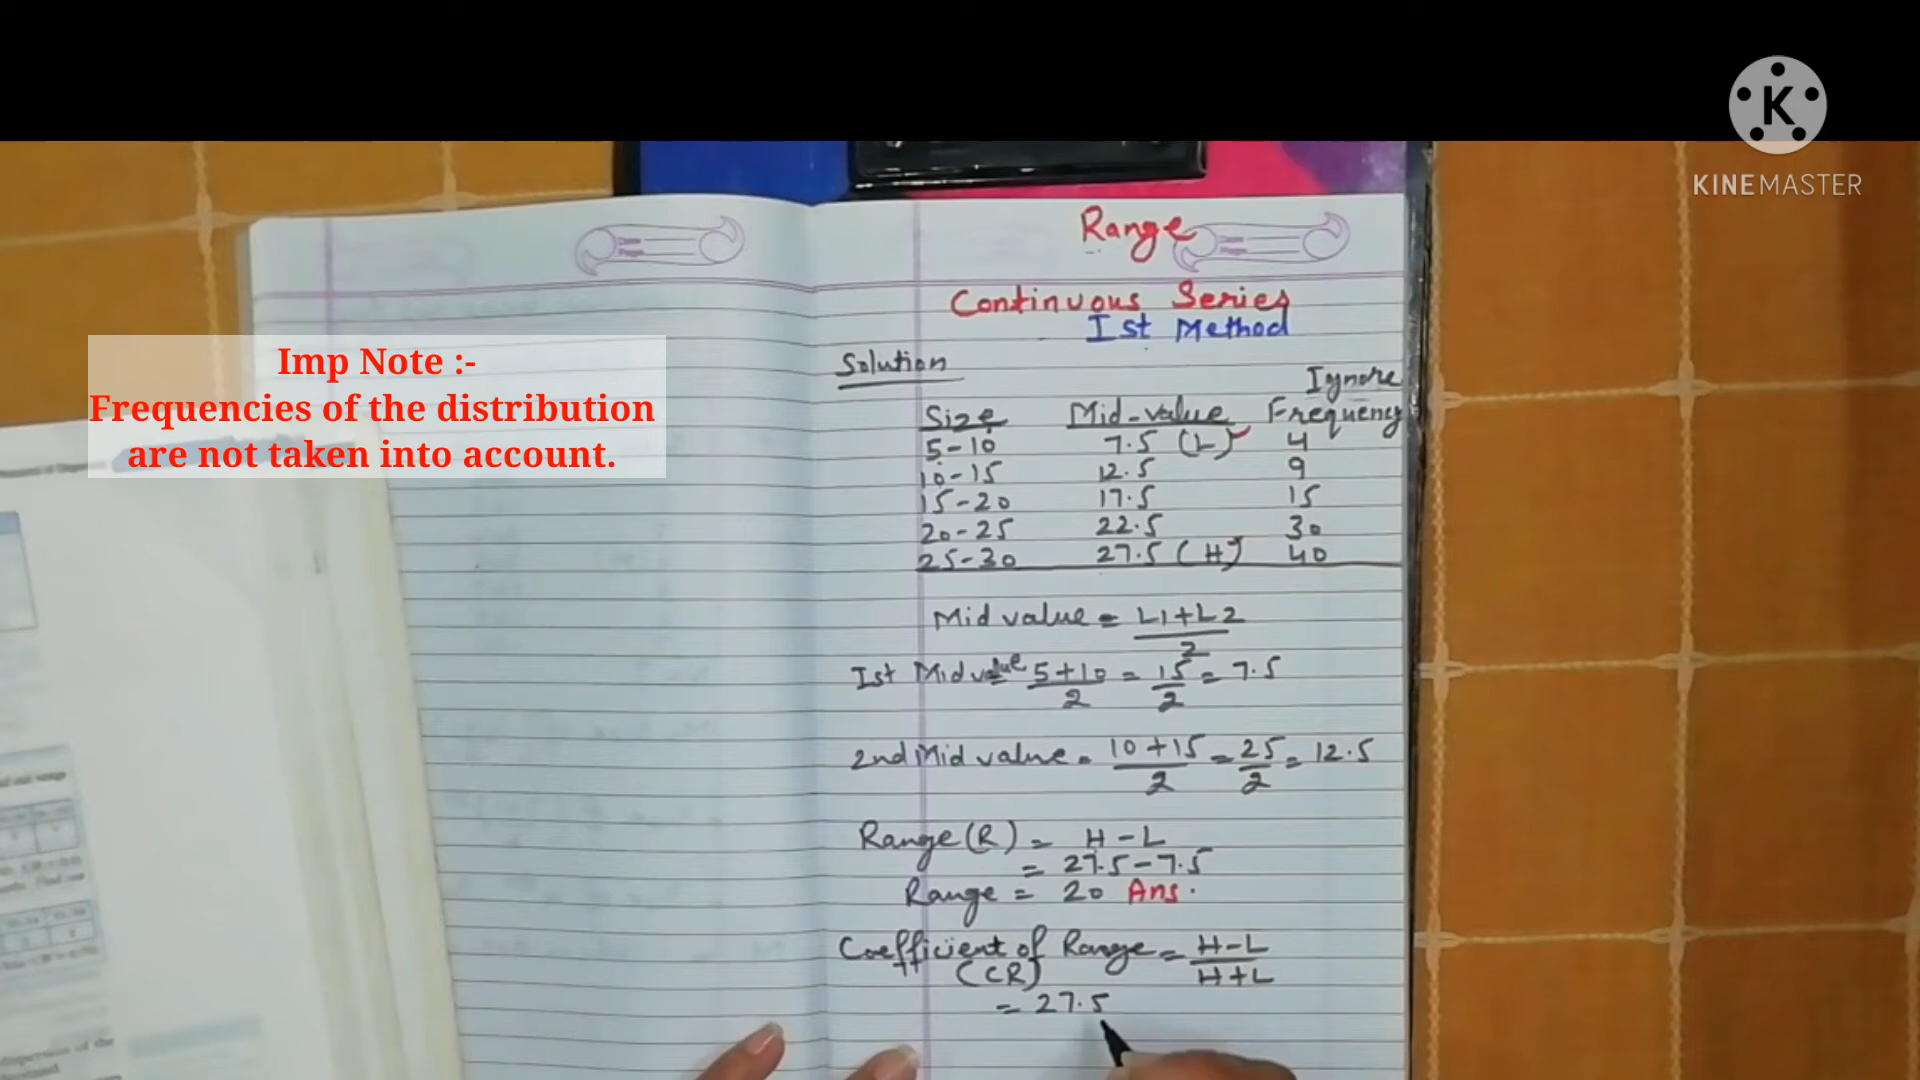 KINEMASTER
Range
Continuous Series
Ist Method
Imp Note :-
Frequencies of the distribution
are not taken into account.
Solution
Ignore
Size Mid-value Frequency
5-10 7.5 (L) 4
10-15 12.5 9
15-20 17.5 15
20-25 22.5 30
25-30 27.5 (H) 40
Mid value = L1+L2 / 2
Ist Mid value 5+10 / 2 = 15 / 2 = 7.5
2nd Mid value = 10+15 / 2 = 25 / 2 = 12.5
Range (R) = H-L
= 27.5-7.5
Range = 20 Ans.
Coefficient of Range = H-L / H+L
(CR)
= 27.5